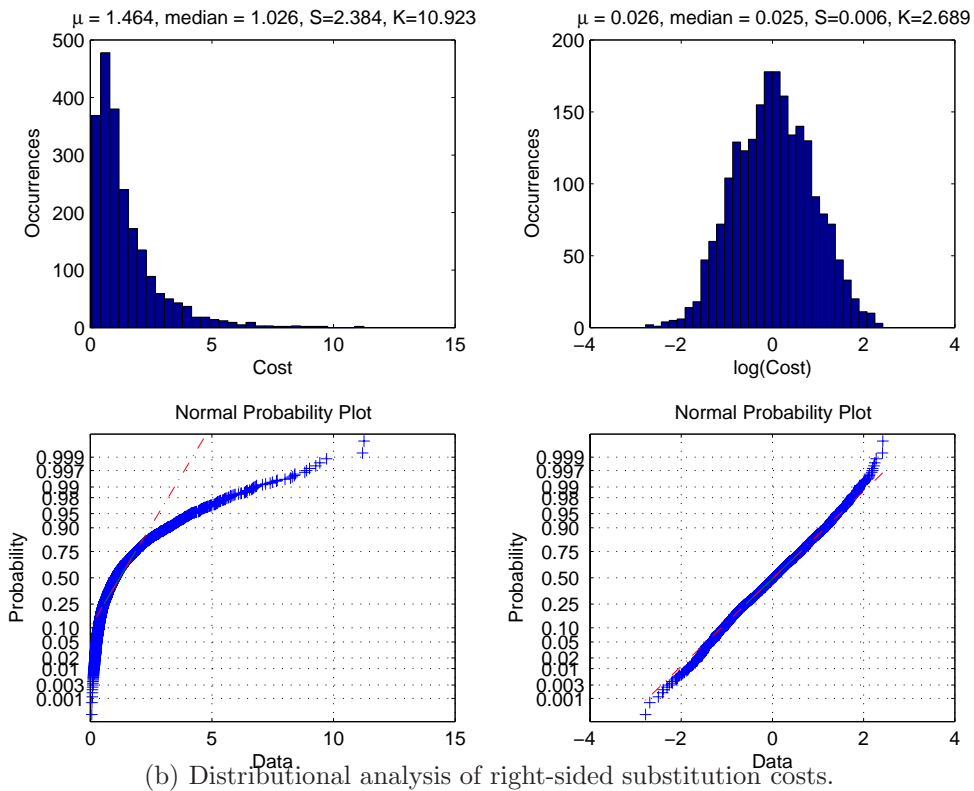 μ = 1.464, median = 1.026, S=2.384, K=10.923
500
400
300
200
100
0
Occurrences
0 5 10 15
Cost
μ = 0.026, median = 0.025, S=0.006, K=2.689
200
150
100
50
0
Occurrences
−4 −2 0 2 4
log(Cost)
Normal Probability Plot
0.999
0.997
0.99
0.98
0.95
0.90
0.75
0.50
0.25
0.10
0.05
0.02
0.01
0.003
0.001
Probability
0 5 10 15
Data
Normal Probability Plot
0.999
0.997
0.99
0.98
0.95
0.90
0.75
0.50
0.25
0.10
0.05
0.02
0.01
0.003
0.001
Probability
−4 −2 0 2 4
Data
(b) Distributional analysis of right-sided substitution costs.